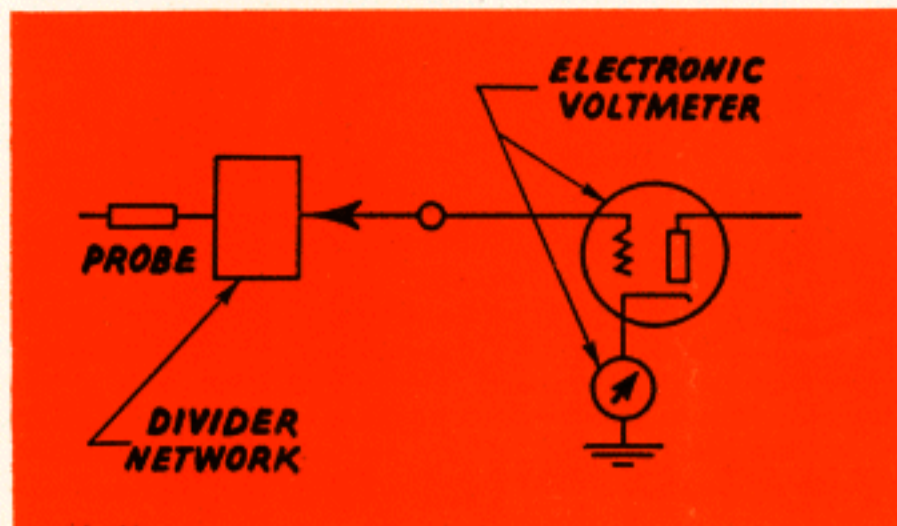 ELECTRONIC
VOLTMETER
PROBE
DIVIDER
NETWORK